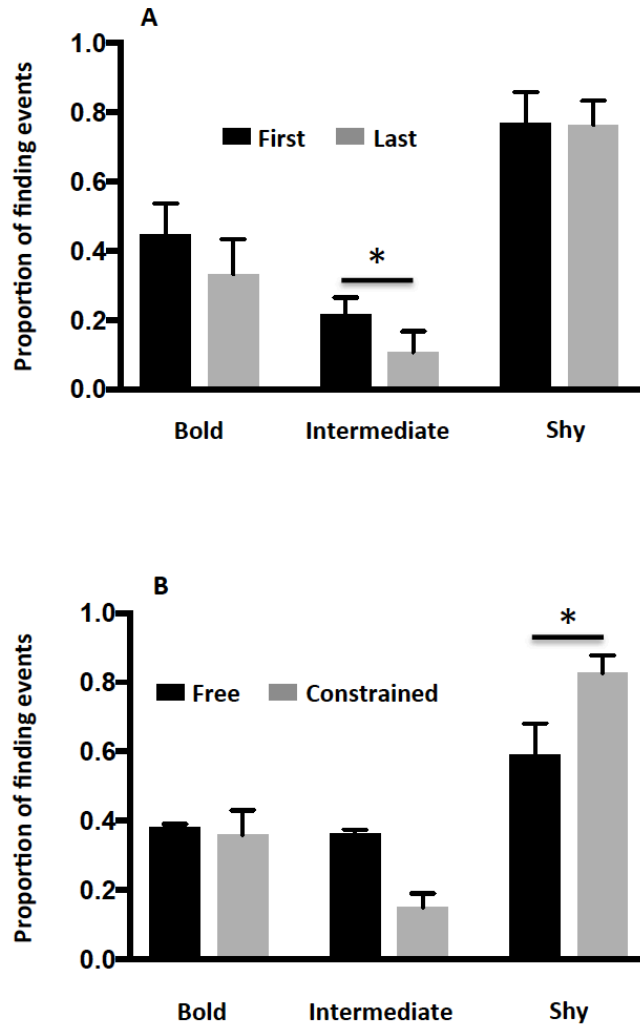 A
1.0
0.8
0.6
0.4
0.2
0.0
Proportion of finding events
First Last
*
Bold Intermediate Shy
B
1.0
0.8
0.6
0.4
0.2
0.0
Proportion of finding events
Free Constrained
*
Bold Intermediate Shy